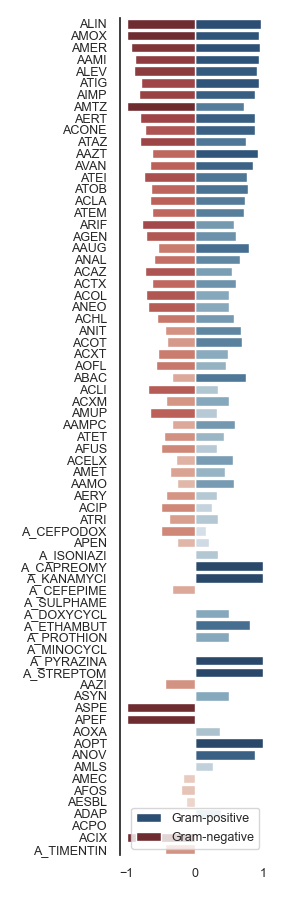 ALIN
AMOX
AMER
AAMI
ALEV
ATIG
AIMP
AMTZ
AERT
ACONE
ATAZ
AAZT
AVAN
ATEI
ATOB
ACLA
ATEM
ARIF
AGEN
AAUG
ANAL
ACAZ
ACTX
ACOL
ANEO
ACHL
ANIT
ACOT
ACXT
AOFL
ABAC
ACLI
ACXM
AMUP
AAMPC
ATET
AFUS
ACELX
AMET
AAMO
AERY
ACIP
ATRI
A_CEFPODOX
APEN
A_ISONIAZI
A_CAPREOMY
A_KANAMYCI
A_CEFEPIME
A_SULPHAME
A_DOXYCYCL
A_ETHAMBUT
A_PROTHION
A_MINOCYCL
A_PYRAZINA
A_STREPTOM
AAZI
ASYN
ASPE
APEF
AOXA
AOPT
ANOV
AMLS
AMEC
AFOS
AESBL
ADAP
ACPO
ACIX
A_TIMENTIN
Gram-positive
Gram-negative
−1 0 1